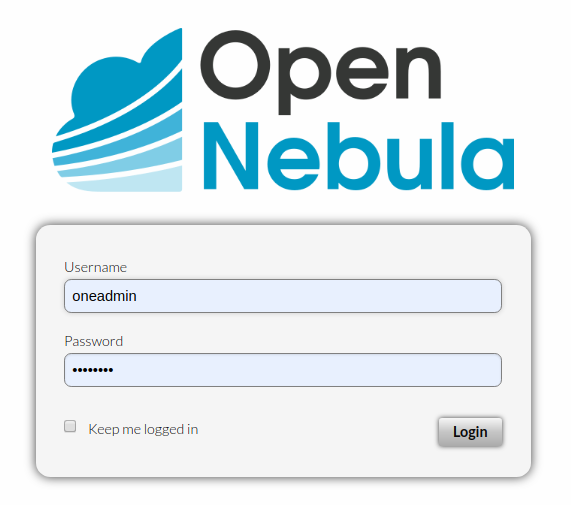 Open
Nebula
Username
oneadmin
Password
••••••••
Keep me logged in
Login